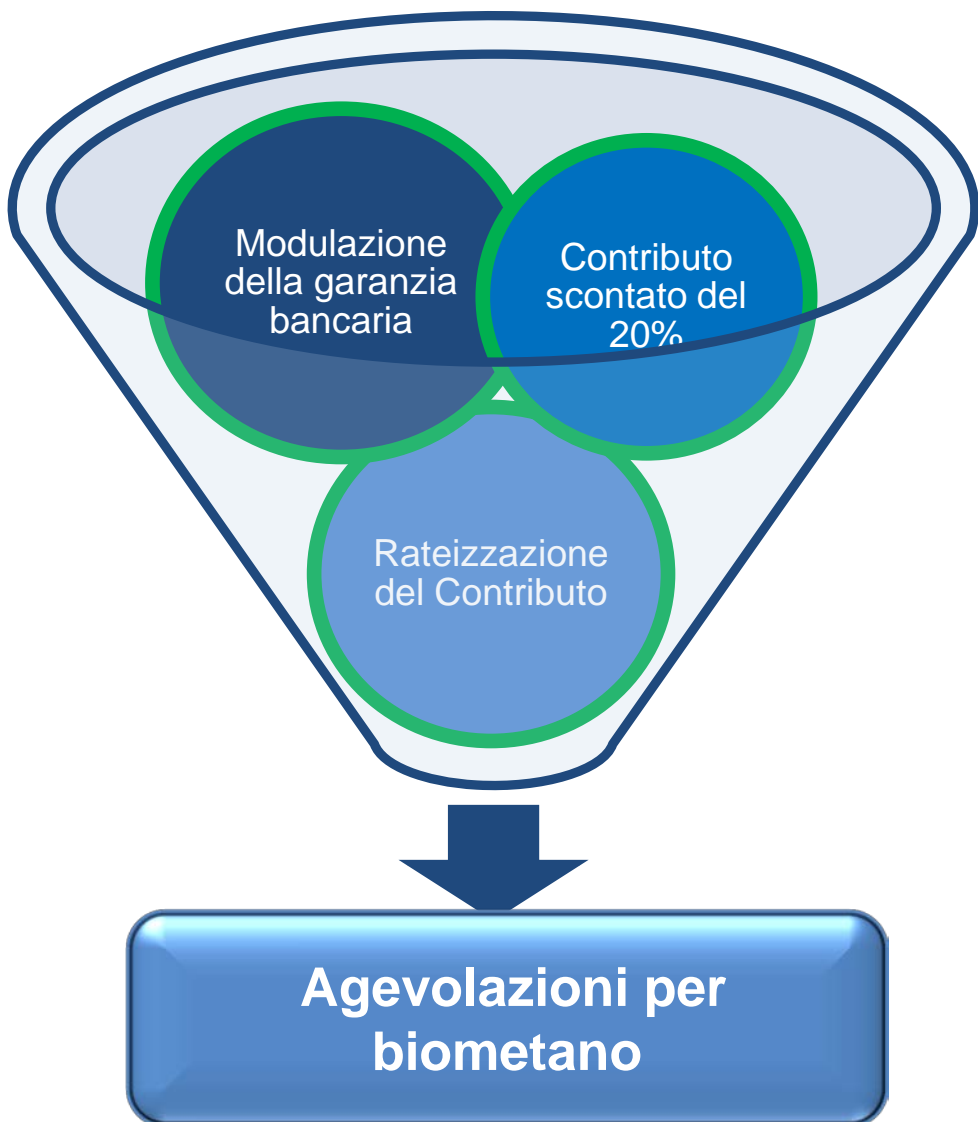 Modulazione
della garanzia
bancaria
Contributo
scontato del
20%
Rateizzazione
del Contributo
Agevolazioni per
biometano